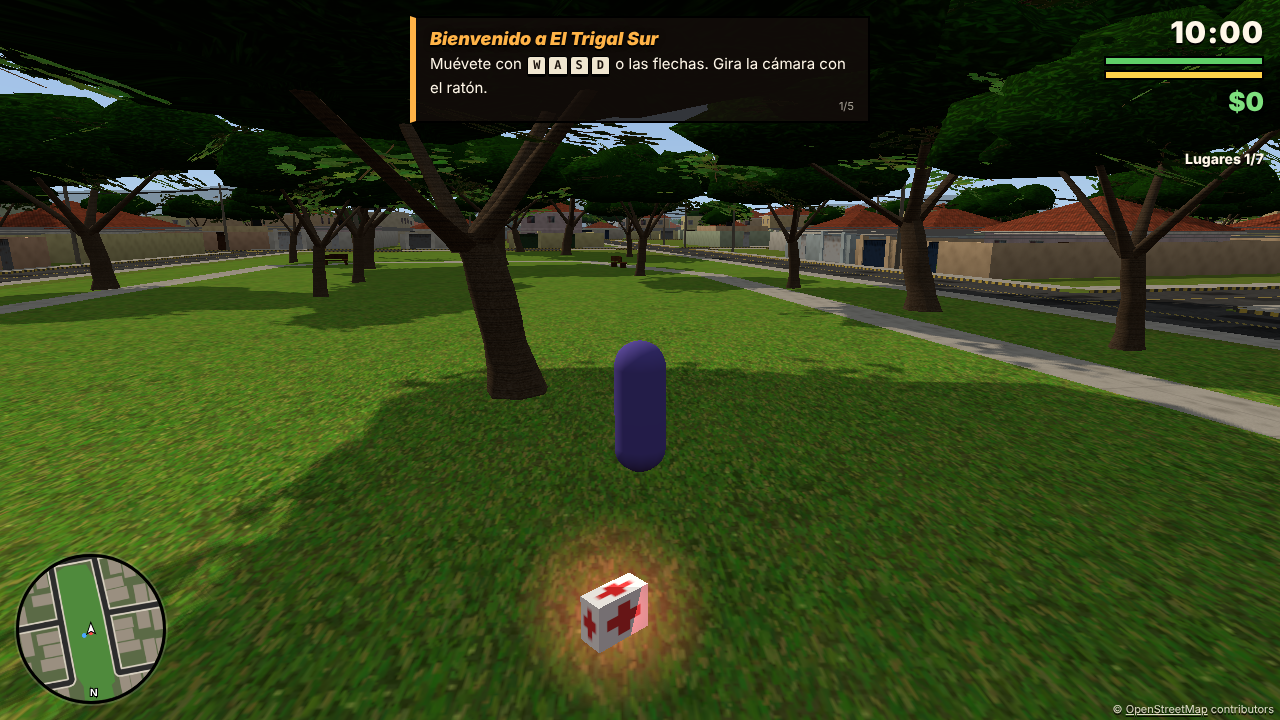 Bienvenido a El Trigal Sur
Muévete con W A S D o las flechas. Gira la cámara con
el ratón.
1/5
10:00
$0
Lugares 1/7
N
© OpenStreetMap contributors